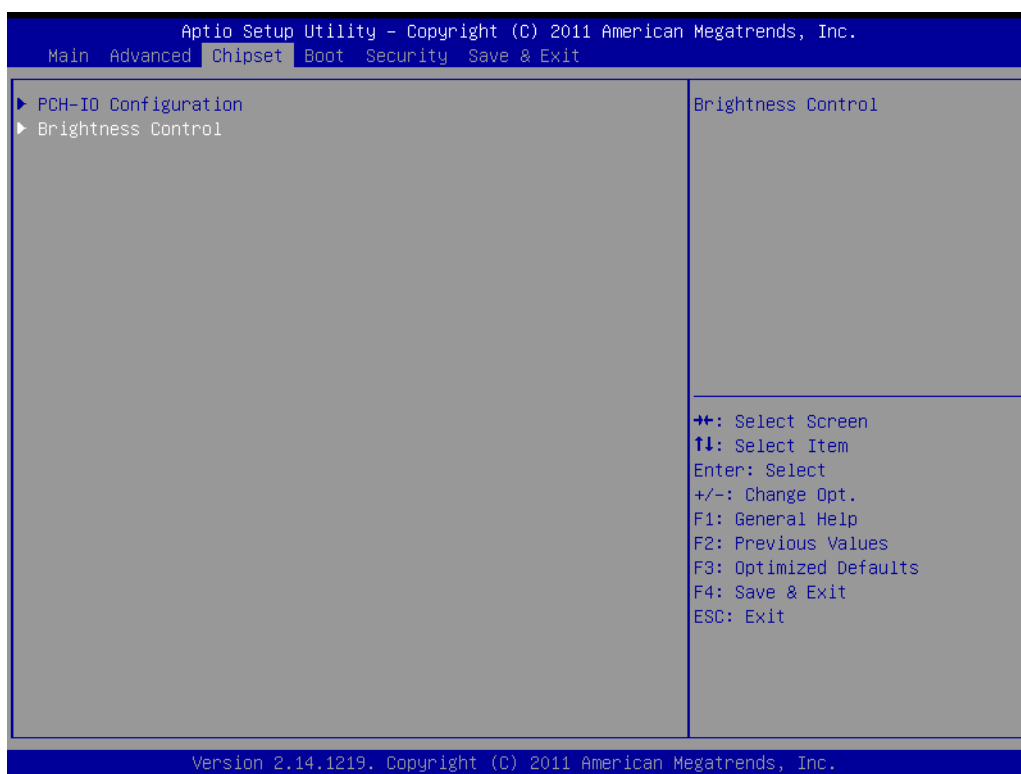 Aptio Setup Utility – Copyright (C) 2011 American Megatrends, Inc.
Main Advanced Chipset Boot Security Save & Exit
PCH-IO Configuration
Brightness Control
Brightness Control
→←: Select Screen
↑↓: Select Item
Enter: Select
+/-: Change Opt.
F1: General Help
F2: Previous Values
F3: Optimized Defaults
F4: Save & Exit
ESC: Exit
Version 2.14.1219. Copyright (C) 2011 American Megatrends, Inc.